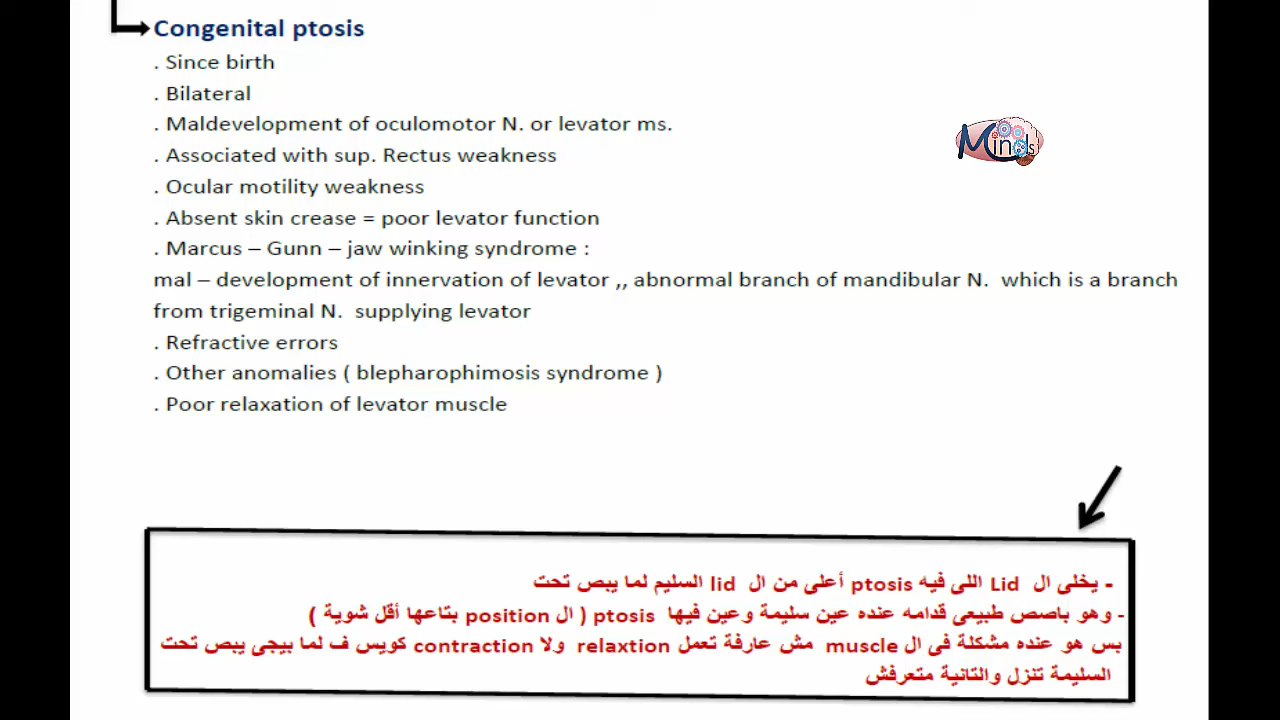 Congenital ptosis
. Since birth
. Bilateral
. Maldevelopment of oculomotor N. or levator ms.
. Associated with sup. Rectus weakness
. Ocular motility weakness
. Absent skin crease = poor levator function
. Marcus – Gunn – jaw winking syndrome :
mal – development of innervation of levator ,, abnormal branch of mandibular N. which is a branch
from trigeminal N. supplying levator
. Refractive errors
. Other anomalies ( blepharophimosis syndrome )
. Poor relaxation of levator muscle
Minds
- يخلى ال Lid اللى فيه ptosis أعلى من ال lid السليم لما يبص تحت
- وهو باصص طبيعى قدامه عنده عين سليمة وعين فيها ptosis ( ال position بتاعها أقل شوية )
بس هو عنده مشكلة فى ال muscle مش عارفة تعمل relaxtion ولا contraction كويس ف لما بيجى يبص تحت
السليمة تنزل والتانية متعرفش